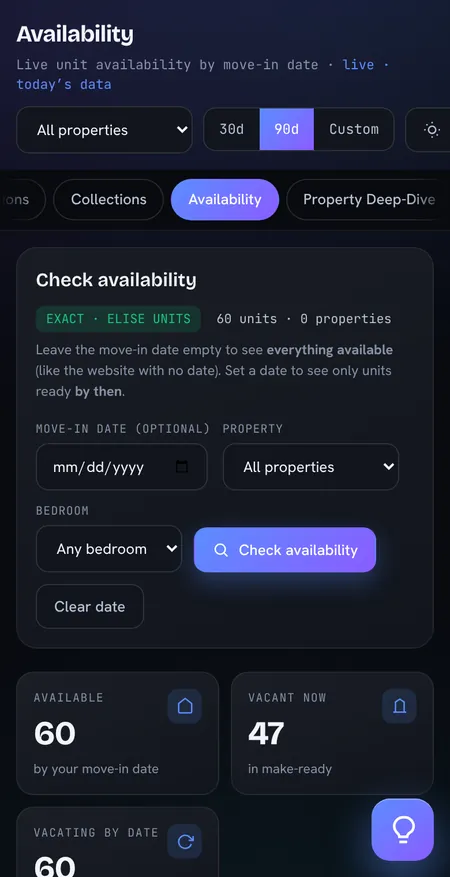 Availability
Live unit availability by move-in date · live ·
today's data
All properties
30d
90d
Custom
ons
Collections
Availability
Property Deep-Dive
Check availability
EXACT · ELISE UNITS
60 units · 0 properties
Leave the move-in date empty to see everything available
(like the website with no date). Set a date to see only units
ready by then.
MOVE-IN DATE (OPTIONAL)
PROPERTY
mm/dd/yyyy
All properties
BEDROOM
Any bedroom
Check availability
Clear date
AVAILABLE
60
by your move-in date
VACANT NOW
47
in make-ready
VACATING BY DATE
60